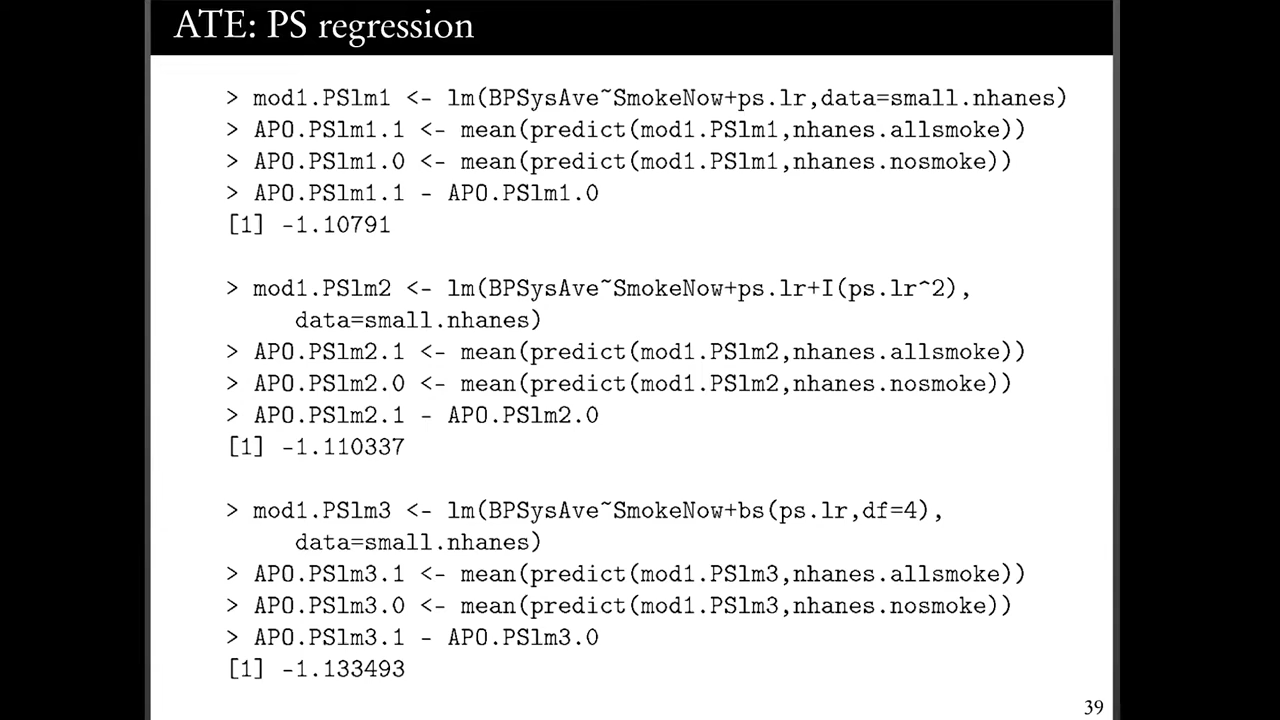 ATE: PS regression
> mod1.PSlm1 <- lm(BPSysAve~SmokeNow+ps.lr,data=small.nhanes)
> APO.PSlm1.1 <- mean(predict(mod1.PSlm1,nhanes.allsmoke))
> APO.PSlm1.0 <- mean(predict(mod1.PSlm1,nhanes.nosmoke))
> APO.PSlm1.1 - APO.PSlm1.0
[1] -1.10791
> mod1.PSlm2 <- lm(BPSysAve~SmokeNow+ps.lr+I(ps.lr^2),
data=small.nhanes)
> APO.PSlm2.1 <- mean(predict(mod1.PSlm2,nhanes.allsmoke))
> APO.PSlm2.0 <- mean(predict(mod1.PSlm2,nhanes.nosmoke))
> APO.PSlm2.1 - APO.PSlm2.0
[1] -1.110337
> mod1.PSlm3 <- lm(BPSysAve~SmokeNow+bs(ps.lr,df=4),
data=small.nhanes)
> APO.PSlm3.1 <- mean(predict(mod1.PSlm3,nhanes.allsmoke))
> APO.PSlm3.0 <- mean(predict(mod1.PSlm3,nhanes.nosmoke))
> APO.PSlm3.1 - APO.PSlm3.0
[1] -1.133493
39